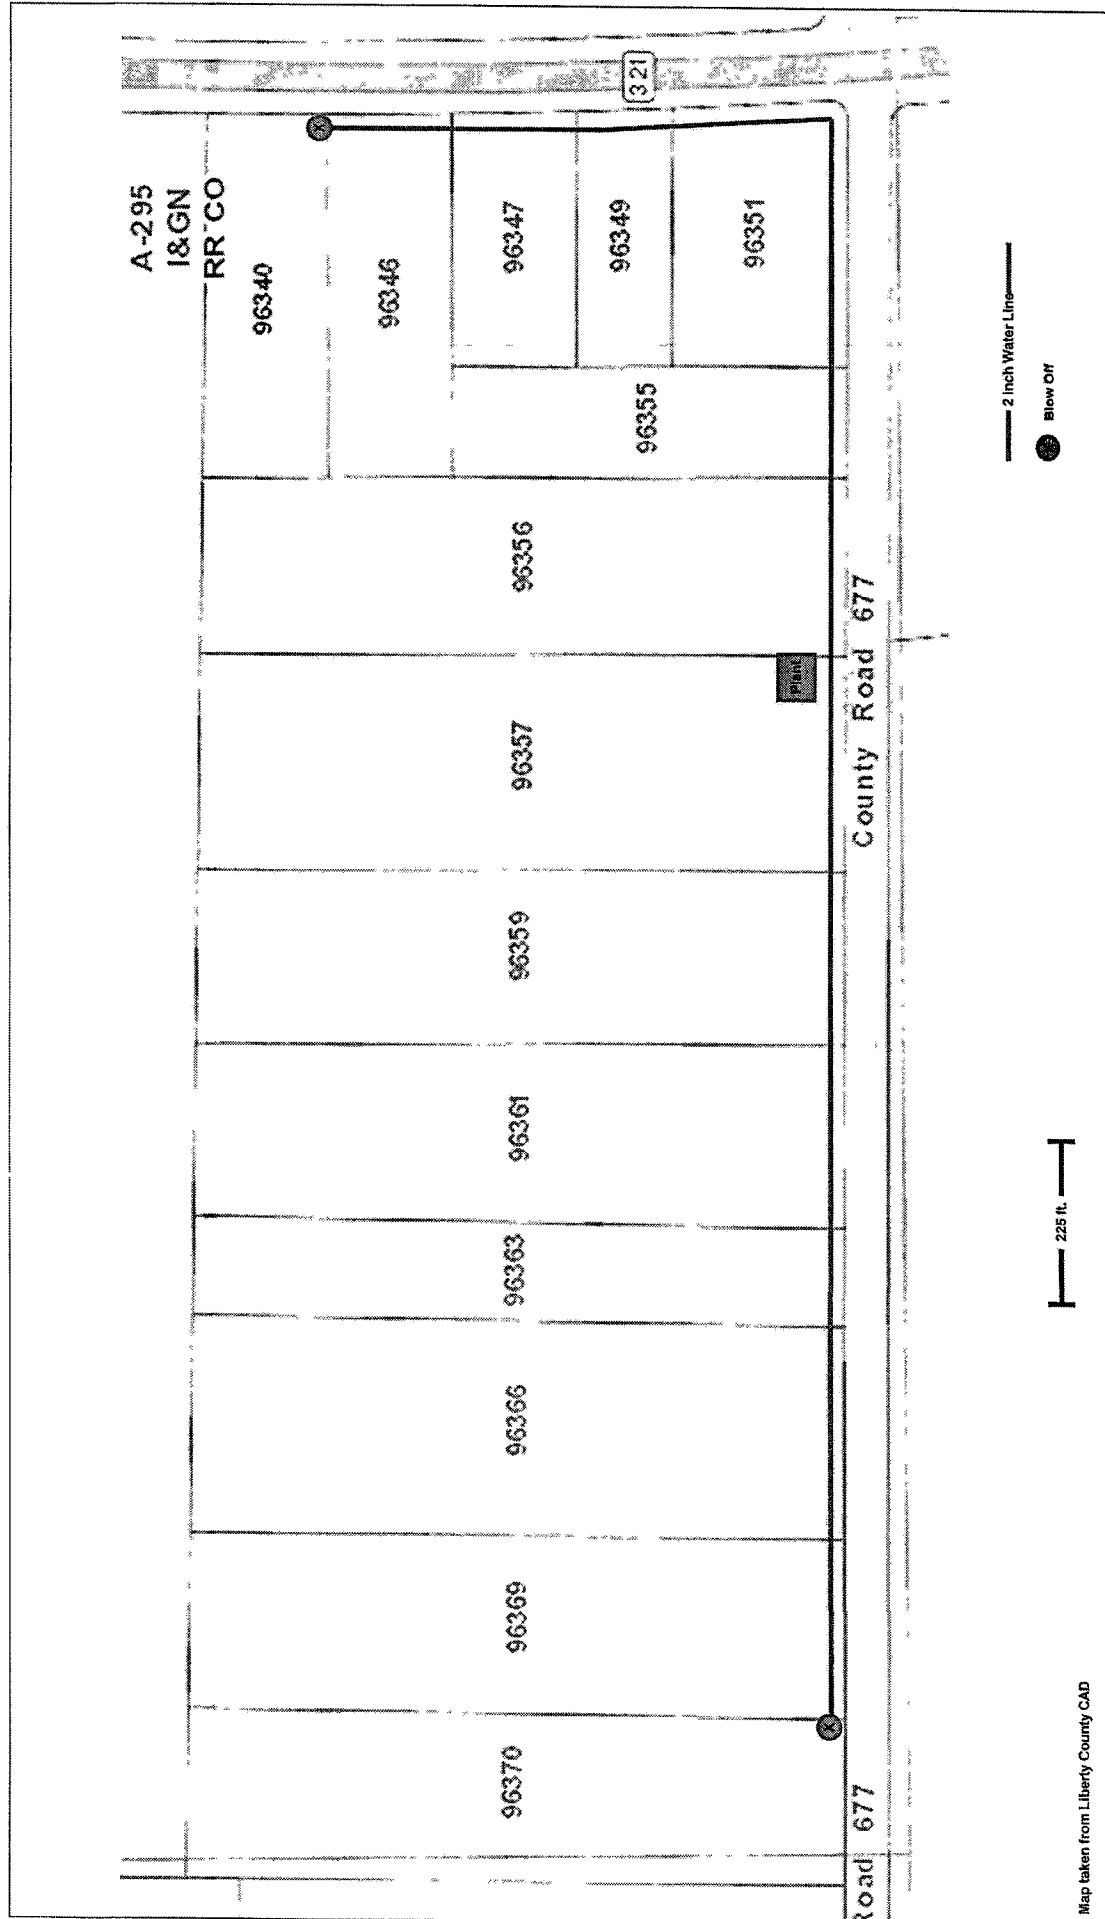 A-295
I&GN
RR CO
321
96340
96346
96347
96349
96351
96355
96356
96357
Plant
96359
96361
96363
96366
96369
X
96370
X
County Road 677
Road 677
2 Inch Water Line
X
Blow Off
225 ft.
Map taken from Liberty County CAD